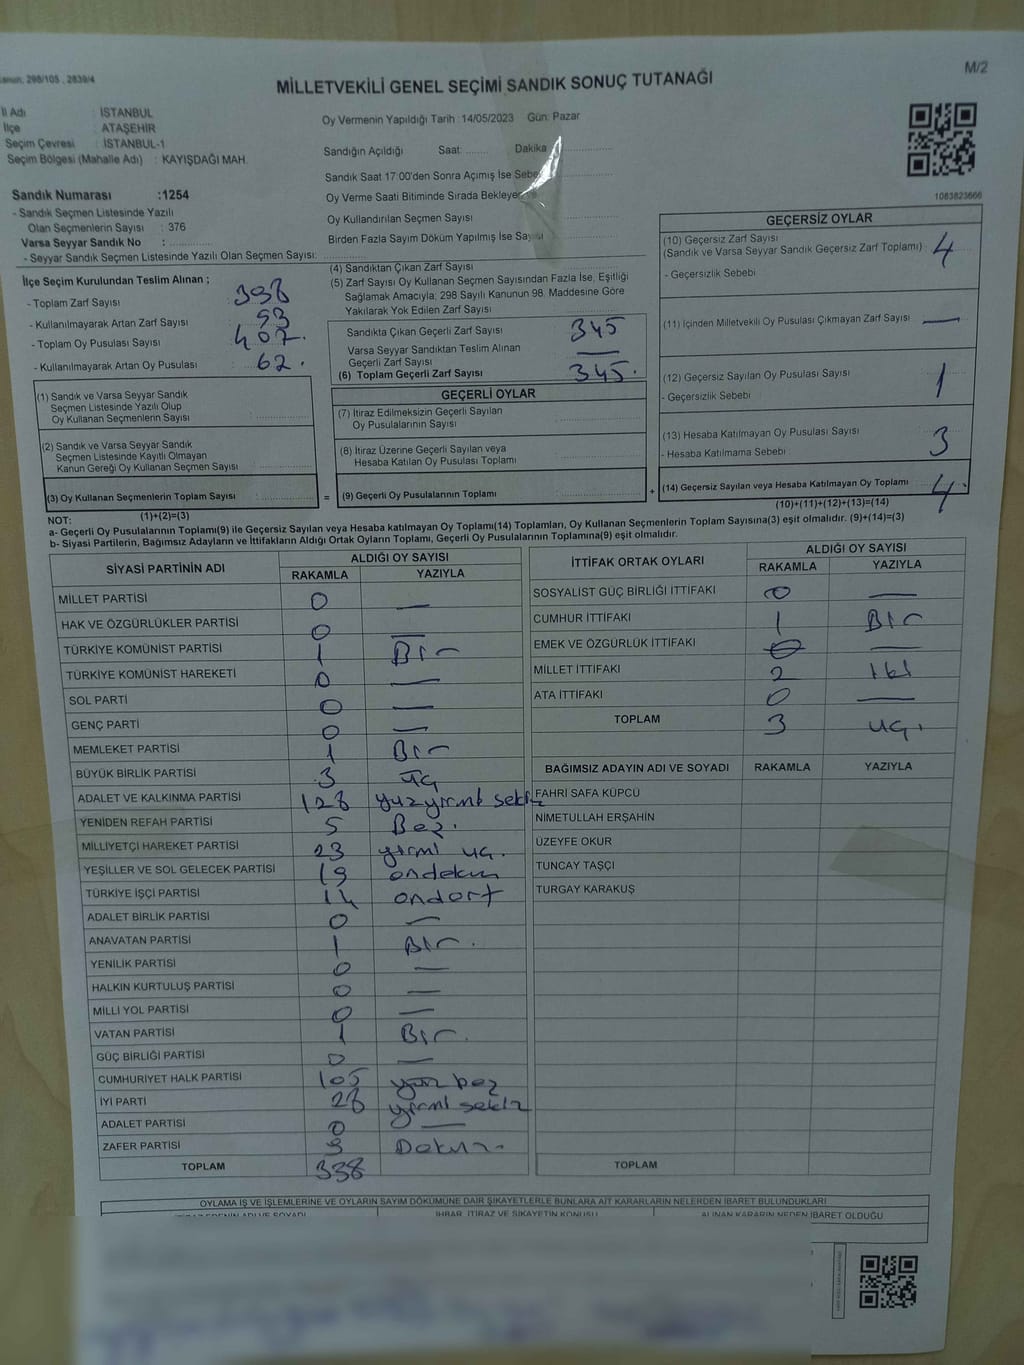 Kanun, 298/105 , 2839/4
M/2
MİLLETVEKİLİ GENEL SEÇİMİ SANDIK SONUÇ TUTANAĞI
İl Adı : İSTANBUL
İlçe : ATAŞEHİR
Seçim Çevresi : İSTANBUL-1
Seçim Bölgesi (Mahalle Adı) : KAYIŞDAĞI MAH.
Sandık Numarası :1254
- Sandık Seçmen Listesinde Yazılı
Olan Seçmenlerin Sayısı : 376
Varsa Seyyar Sandık No :
- Seyyar Sandık Seçmen Listesinde Yazılı Olan Seçmen Sayısı:
Oy Vermenin Yapıldığı Tarih :14/05/2023 Gün: Pazar
Sandığın Açıldığı Saat: ........ Dakika
Sandık Saat 17:00'den Sonra Açımış İse Sebe
Oy Verme Saati Bitiminde Sırada Bekleyen
Oy Kullandırılan Seçmen Sayısı
Birden Fazla Sayım Döküm Yapılmış İse Sayısı
1083823666
İlçe Seçim Kurulundan Teslim Alınan ;
- Toplam Zarf Sayısı : 398
- Kullanılmayarak Artan Zarf Sayısı : 53
- Toplam Oy Pusulası Sayısı : 407.
- Kullanılmayarak Artan Oy Pusulası : 62.
(4) Sandıktan Çıkan Zarf Sayısı
(5) Zarf Sayısı Oy Kullanan Seçmen Sayısından Fazla İse, Eşitliği
Sağlamak Amacıyla; 298 Sayılı Kanunun 98. Maddesine Göre
Yakılarak Yok Edilen Zarf Sayısı
Sandıkta Çıkan Geçerli Zarf Sayısı 345
Varsa Seyyar Sandıktan Teslim Alınan
Geçerli Zarf Sayısı —
(6) Toplam Geçerli Zarf Sayısı 345.
GEÇERSİZ OYLAR
(10) Geçersiz Zarf Sayısı
(Sandık ve Varsa Seyyar Sandık Geçersiz Zarf Toplamı) 4
- Geçersizlik Sebebi
(11) İçinden Milletvekili Oy Pusulası Çıkmayan Zarf Sayısı —
(12) Geçersiz Sayılan Oy Pusulası Sayısı 1
- Geçersizlik Sebebi
(13) Hesaba Katılmayan Oy Pusulası Sayısı 3
- Hesaba Katılmama Sebebi
(14) Geçersiz Sayılan veya Hesaba Katılmayan Oy Toplamı 4.
(10)+(11)+(12)+(13)=(14)
(1) Sandık ve Varsa Seyyar Sandık
Seçmen Listesinde Yazılı Olup
Oy Kullanan Seçmenlerin Sayısı
(2) Sandık ve Varsa Seyyar Sandık
Seçmen Listesinde Kayıtlı Olmayan
Kanun Gereği Oy Kullanan Seçmen Sayısı
(3) Oy Kullanan Seçmenlerin Toplam Sayısı =
(1)+(2)=(3)
GEÇERLİ OYLAR
(7) İtiraz Edilmeksizin Geçerli Sayılan
Oy Pusulalarının Sayısı
(8) İtiraz Üzerine Geçerli Sayılan veya
Hesaba Katılan Oy Pusulası Toplamı
(9) Geçerli Oy Pusulalarının Toplamı +
NOT:
a- Geçerli Oy Pusulalarının Toplamı(9) ile Geçersiz Sayılan veya Hesaba katılmayan Oy Toplamı(14) Toplamları, Oy Kullanan Seçmenlerin Toplam Sayısına(3) eşit olmalıdır. (9)+(14)=(3)
b- Siyasi Partilerin, Bağımsız Adayların ve İttifakların Aldığı Ortak Oyların Toplamı, Geçerli Oy Pusulalarının Toplamına(9) eşit olmalıdır.
SİYASİ PARTİNİN ADI ALDIĞI OY SAYISI
RAKAMLA YAZIYLA
MİLLET PARTİSİ 0 —
HAK VE ÖZGÜRLÜKLER PARTİSİ 0 —
TÜRKİYE KOMÜNİST PARTİSİ 1 Bir
TÜRKİYE KOMÜNİST HAREKETİ 0 —
SOL PARTİ 0 —
GENÇ PARTİ 0 —
MEMLEKET PARTİSİ 1 Bir
BÜYÜK BİRLİK PARTİSİ 3 üç
ADALET VE KALKINMA PARTİSİ 128 yüzyirmi sekiz
YENİDEN REFAH PARTİSİ 5 Beş.
MİLLİYETÇİ HAREKET PARTİSİ 23 yirmi üç.
YEŞİLLER VE SOL GELECEK PARTİSİ 19 ondokuz
TÜRKİYE İŞÇİ PARTİSİ 14 ondört
ADALET BİRLİK PARTİSİ 0 —
ANAVATAN PARTİSİ 1 Bir.
YENİLİK PARTİSİ 0 —
HALKIN KURTULUŞ PARTİSİ 0 —
MİLLİ YOL PARTİSİ 0 —
VATAN PARTİSİ 1 Bir.
GÜÇ BİRLİĞİ PARTİSİ 0 —
CUMHURİYET HALK PARTİSİ 105 yüz beş
İYİ PARTİ 28 yirmi sekiz
ADALET PARTİSİ 0 —
ZAFER PARTİSİ 9 Dokuz.
TOPLAM 338
İTTİFAK ORTAK OYLARI ALDIĞI OY SAYISI
RAKAMLA YAZIYLA
SOSYALİST GÜÇ BİRLİĞİ İTTİFAKI 0 —
CUMHUR İTTİFAKI 1 Bir
EMEK VE ÖZGÜRLÜK İTTİFAKI 0 —
MİLLET İTTİFAKI 2 İki
ATA İTTİFAKI 0 —
TOPLAM 3 üç.
BAĞIMSIZ ADAYIN ADI VE SOYADI RAKAMLA YAZIYLA
FAHRİ SAFA KÜPCÜ
NİMETULLAH ERŞAHİN
ÜZEYFE OKUR
TUNCAY TAŞÇI
TURGAY KARAKUŞ
TOPLAM
OYLAMA İŞ VE İŞLEMLERİNE VE OYLARIN SAYIM DÖKÜMÜNE DAİR ŞİKAYETLERLE BUNLARA AİT KARARLARIN NELERDEN İBARET BULUNDUKLARI
İTİRAZ EDENİN ADI VE SOYADI İHBAR, İTİRAZ VE ŞİKAYETİN KONUSU ALINAN KARARIN NEDEN İBARET OLDUĞU